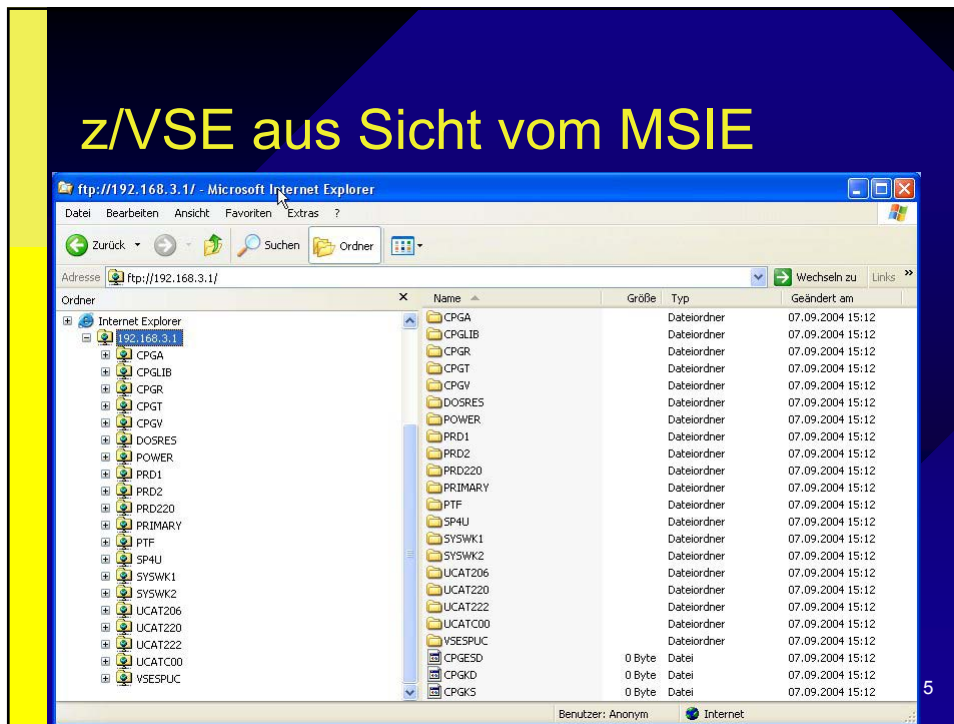 z/VSE aus Sicht vom MSIE
ftp://192.168.3.1/ - Microsoft Internet Explorer
Datei Bearbeiten Ansicht Favoriten Extras ?
Zurück Suchen Ordner
Adresse ftp://192.168.3.1/ Wechseln zu Links »
Ordner x
Internet Explorer
192.168.3.1
CPGA
CPGLIB
CPGR
CPGT
CPGV
DOSRES
POWER
PRD1
PRD2
PRD220
PRIMARY
PTF
SP4U
SYSWK1
SYSWK2
UCAT206
UCAT220
UCAT222
UCATC00
VSESPUC
Name Größe Typ Geändert am
CPGA Dateiordner 07.09.2004 15:12
CPGLIB Dateiordner 07.09.2004 15:12
CPGR Dateiordner 07.09.2004 15:12
CPGT Dateiordner 07.09.2004 15:12
CPGV Dateiordner 07.09.2004 15:12
DOSRES Dateiordner 07.09.2004 15:12
POWER Dateiordner 07.09.2004 15:12
PRD1 Dateiordner 07.09.2004 15:12
PRD2 Dateiordner 07.09.2004 15:12
PRD220 Dateiordner 07.09.2004 15:12
PRIMARY Dateiordner 07.09.2004 15:12
PTF Dateiordner 07.09.2004 15:12
SP4U Dateiordner 07.09.2004 15:12
SYSWK1 Dateiordner 07.09.2004 15:12
SYSWK2 Dateiordner 07.09.2004 15:12
UCAT206 Dateiordner 07.09.2004 15:12
UCAT220 Dateiordner 07.09.2004 15:12
UCAT222 Dateiordner 07.09.2004 15:12
UCATC00 Dateiordner 07.09.2004 15:12
VSESPUC Dateiordner 07.09.2004 15:12
CPGESD 0 Byte Datei 07.09.2004 15:12
CPGKD 0 Byte Datei 07.09.2004 15:12
CPGKS 0 Byte Datei 07.09.2004 15:12
Benutzer: Anonym Internet
5